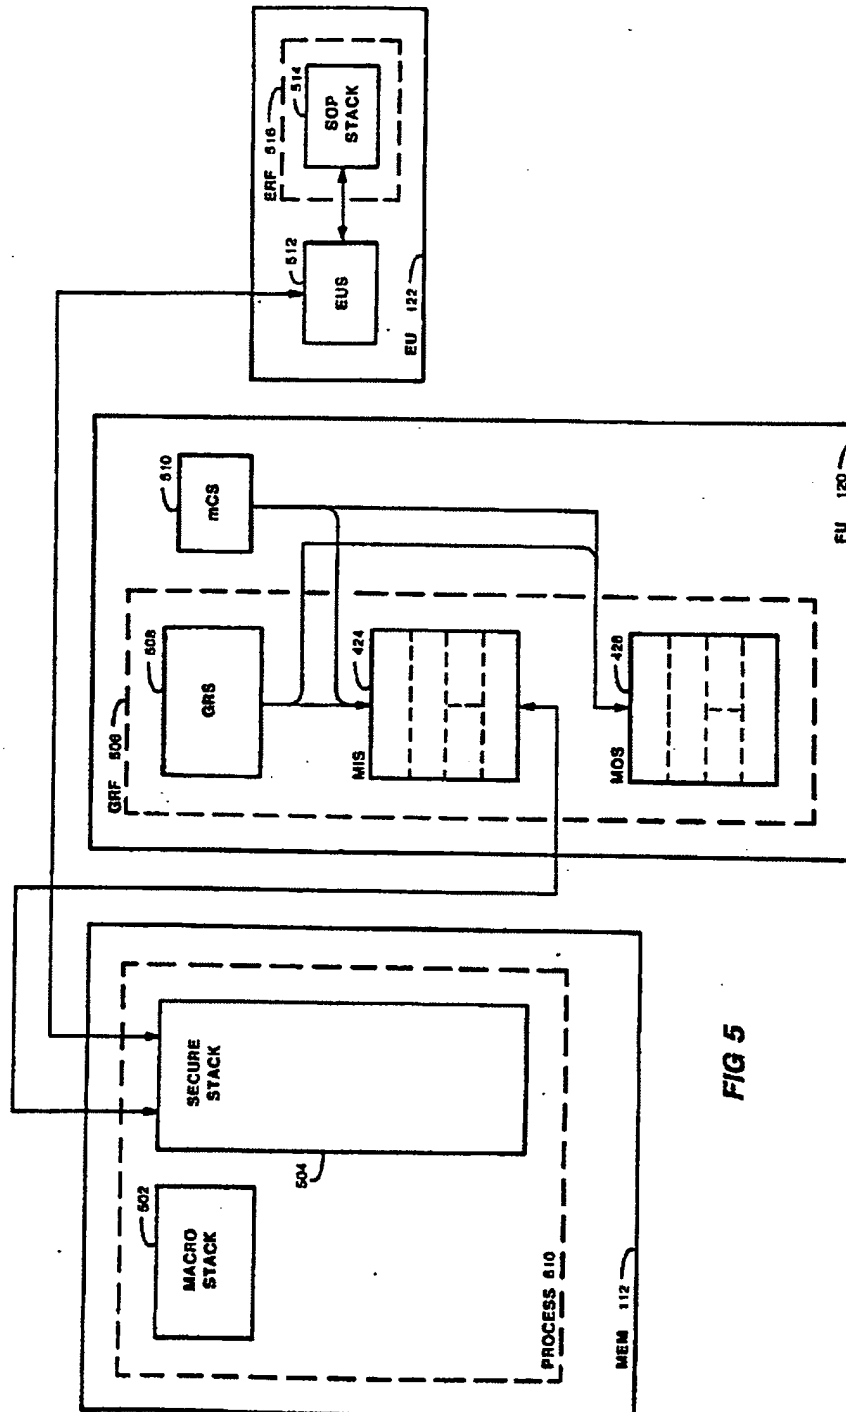 502
MACRO
STACK
SECURE
STACK
504
PROCESS 610
MEM 112
GRF 506
508
GRS
510
mCS
MIS
424
MOS
426
FU 120
512
EUS
ERF 516
514
SOP
STACK
EU 122
FIG 5